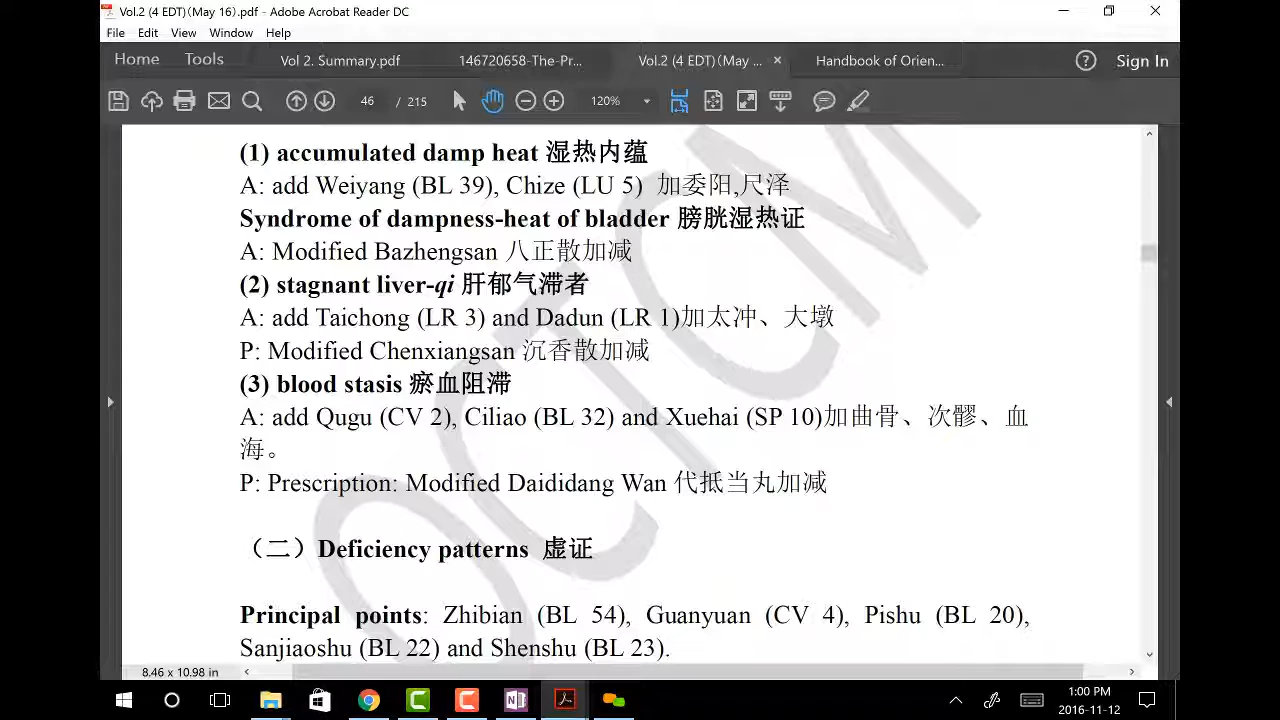 Vol.2 (4 EDT)(May 16).pdf - Adobe Acrobat Reader DC
File Edit View Window Help
Home Tools Vol 2. Summary.pdf 146720658-The-Pr... Vol.2 (4 EDT)(May ... × Handbook of Orien... ? Sign In
46 / 215 120%
(1) accumulated damp heat 湿热内蕴
A: add Weiyang (BL 39), Chize (LU 5) 加委阳,尺泽
Syndrome of dampness-heat of bladder 膀胱湿热证
A: Modified Bazhengsan 八正散加减
(2) stagnant liver-qi 肝郁气滞者
A: add Taichong (LR 3) and Dadun (LR 1)加太冲、大墩
P: Modified Chenxiangsan 沉香散加减
(3) blood stasis 瘀血阻滞
A: add Qugu (CV 2), Ciliao (BL 32) and Xuehai (SP 10)加曲骨、次髎、血
海。
P: Prescription: Modified Daididang Wan 代抵当丸加减
（二）Deficiency patterns 虚证
Principal points: Zhibian (BL 54), Guanyuan (CV 4), Pishu (BL 20),
Sanjiaoshu (BL 22) and Shenshu (BL 23).
OCTCM
8.46 x 10.98 in
1:00 PM
2016-11-12